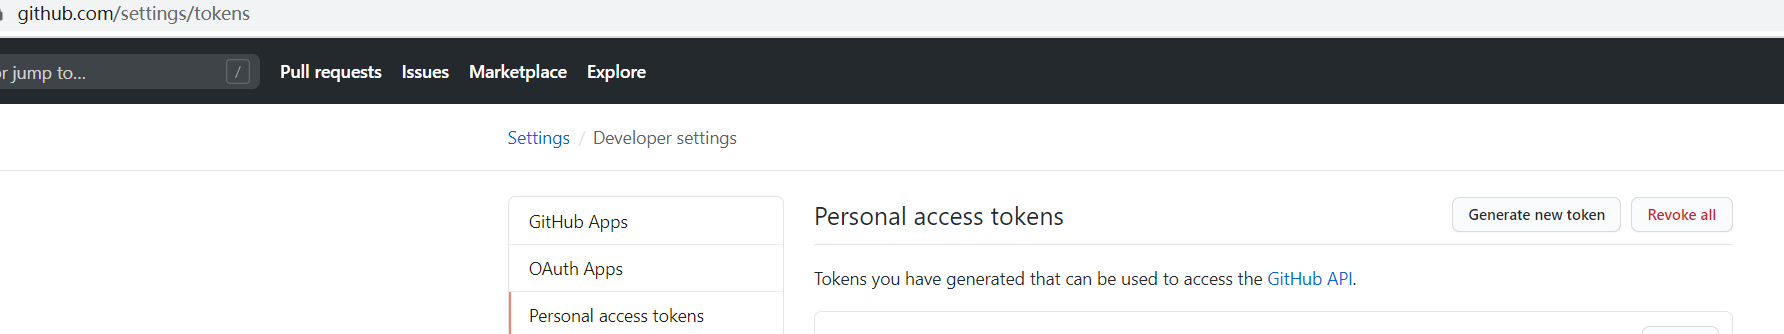 github.com/settings/tokens
or jump to... / Pull requests Issues Marketplace Explore
Settings / Developer settings
GitHub Apps
OAuth Apps
Personal access tokens
Personal access tokens Generate new token Revoke all
Tokens you have generated that can be used to access the GitHub API.